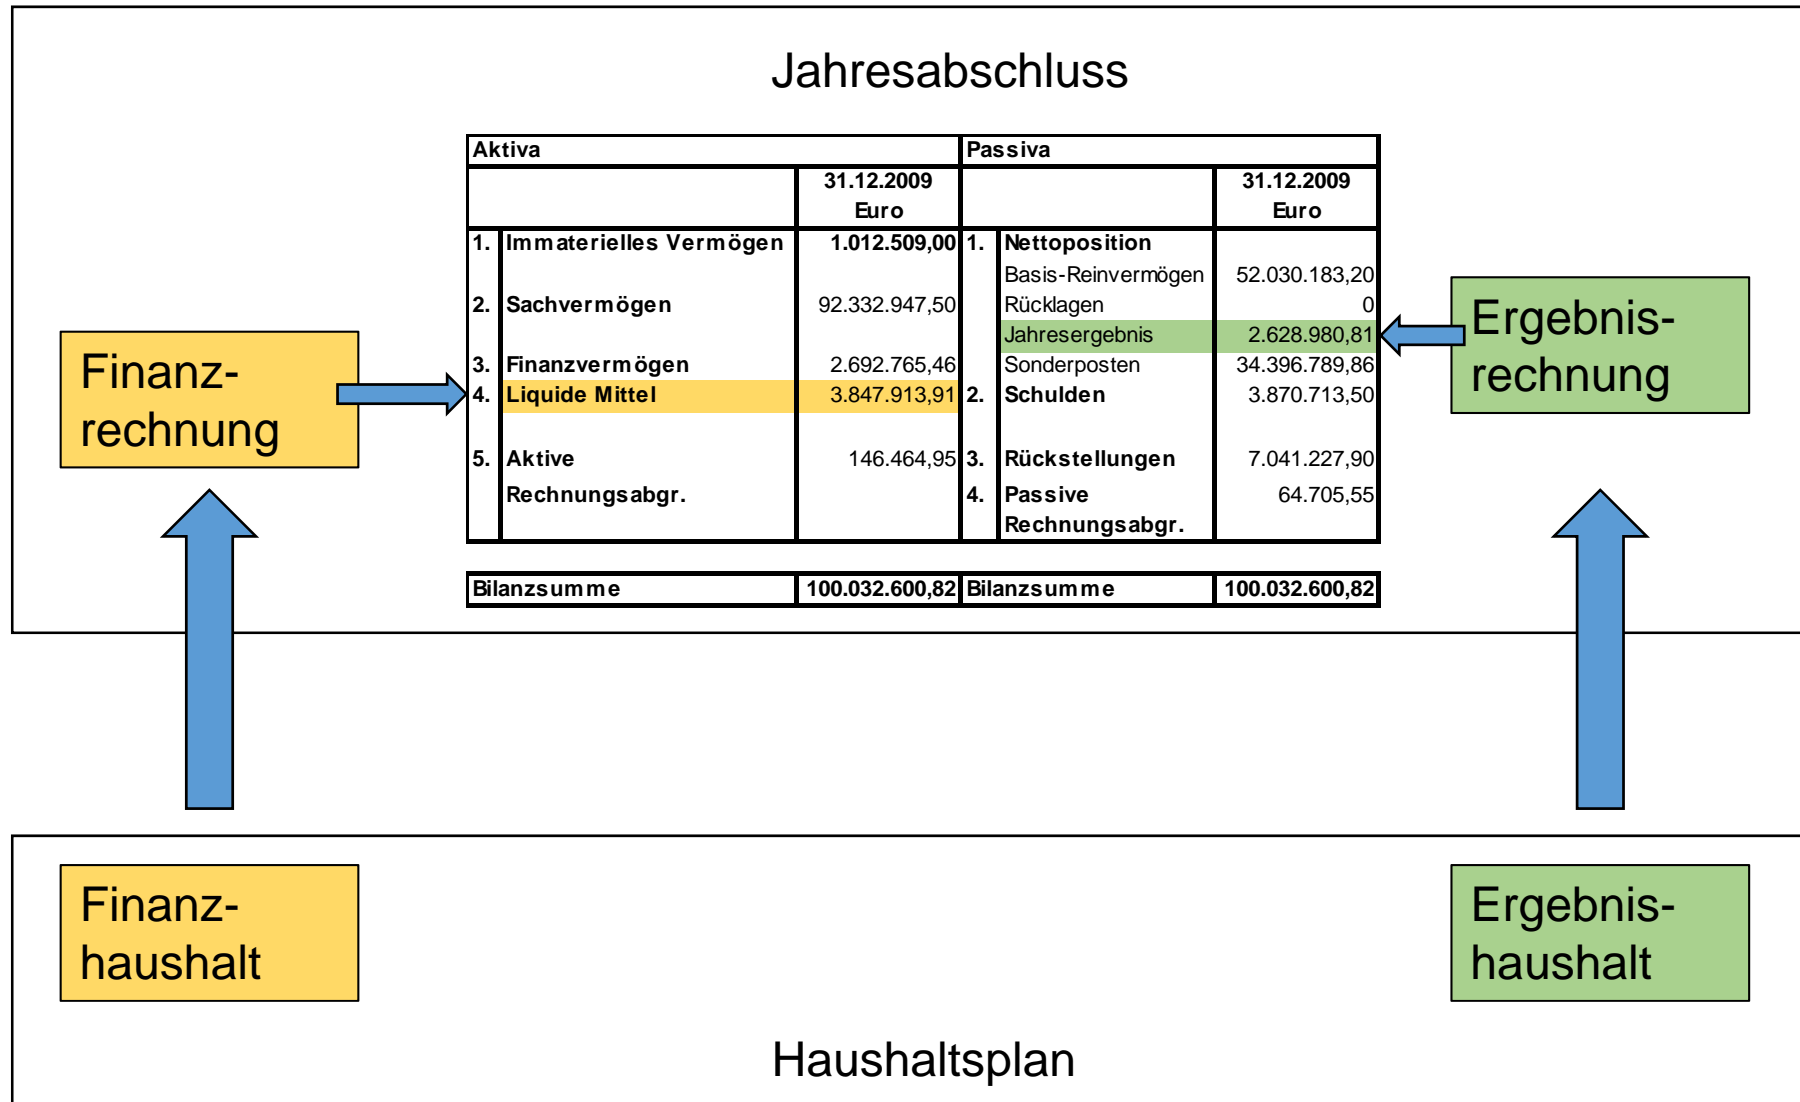 Jahresabschluss
Aktiva Passiva
31.12.2009 31.12.2009
Euro Euro
1. Immaterielles Vermögen 1.012.509,00 1. Nettoposition
Basis-Reinvermögen 52.030.183,20
2. Sachvermögen 92.332.947,50 Rücklagen 0
Jahresergebnis 2.628.980,81
3. Finanzvermögen 2.692.765,46 Sonderposten 34.396.789,86
4. Liquide Mittel 3.847.913,91 2. Schulden 3.870.713,50
5. Aktive 146.464,95 3. Rückstellungen 7.041.227,90
Rechnungsabgr. 4. Passive 64.705,55
Rechnungsabgr.
Bilanzsumme 100.032.600,82 Bilanzsumme 100.032.600,82
Finanz-
rechnung
Ergebnis-
rechnung
Finanz-
haushalt
Ergebnis-
haushalt
Haushaltsplan